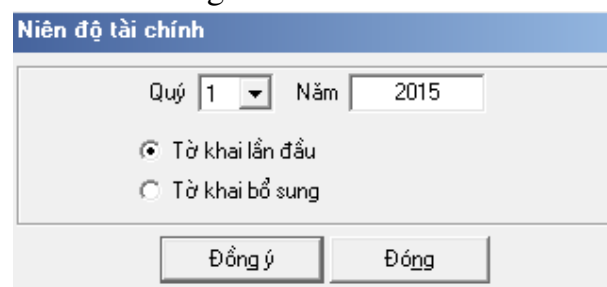 Niên độ tài chính
Quý 1 Năm 2015
Tờ khai lần đầu
Tờ khai bổ sung
Đồng ý Đóng